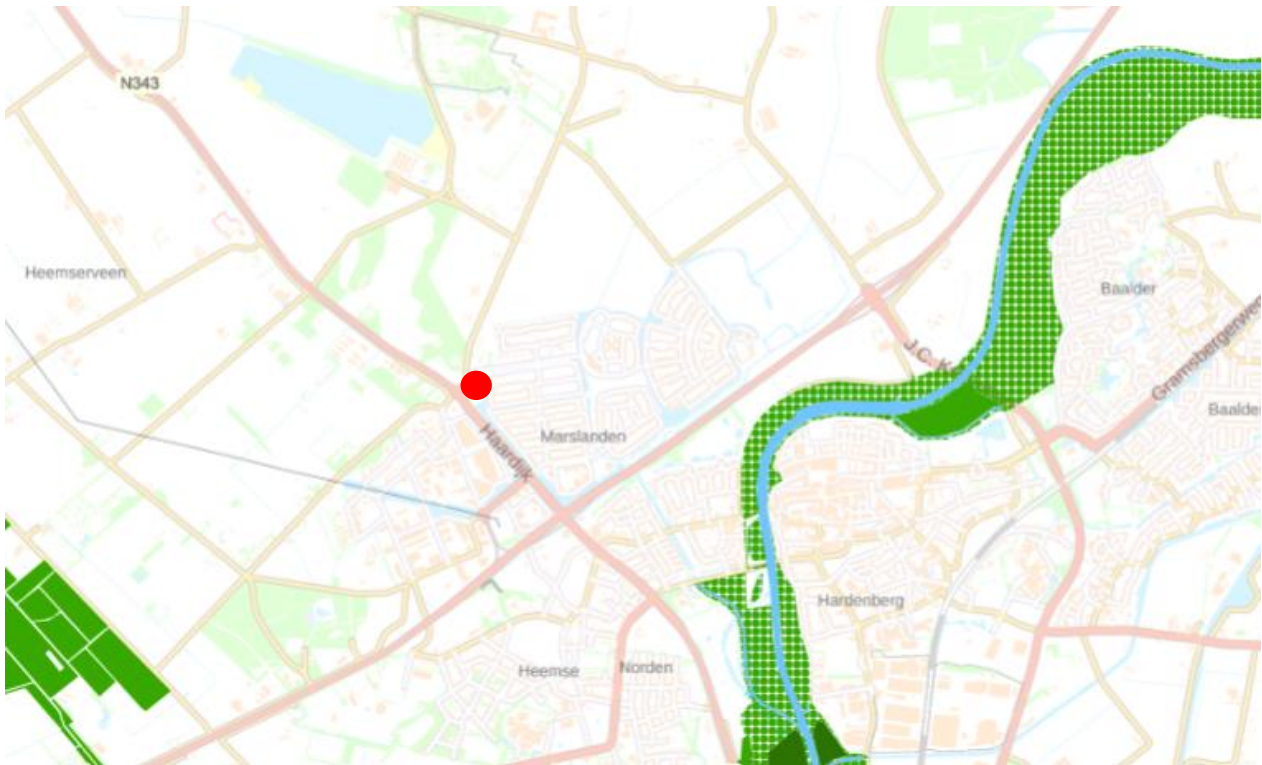 N343
Heemserveen
Baalder
J.C. K
Gramsbergerweg
Baalder
Marslanden
Haardijk
Hardenberg
Heemse
Norden